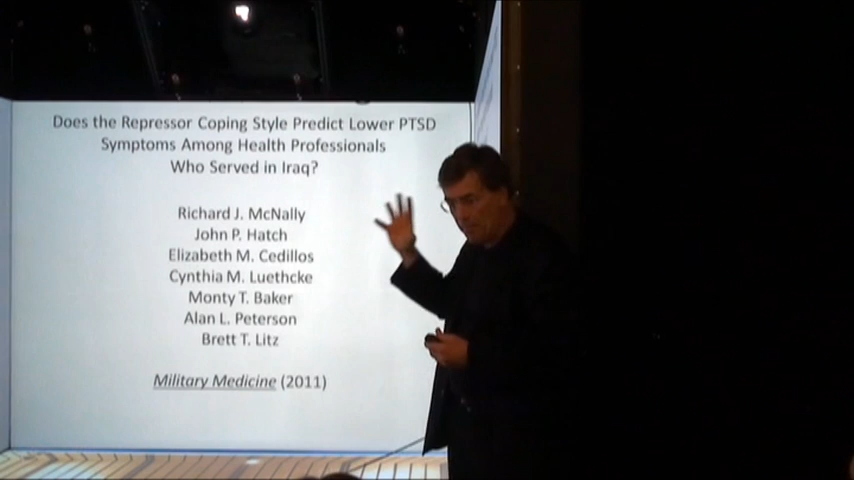 Does the Repressor Coping Style Predict Lower PTSD
Symptoms Among Health Professionals
Who Served in Iraq?
Richard J. McNally
John P. Hatch
Elizabeth M. Cedillos
Cynthia M. Luethcke
Monty T. Baker
Alan L. Peterson
Brett T. Litz
Military Medicine (2011)